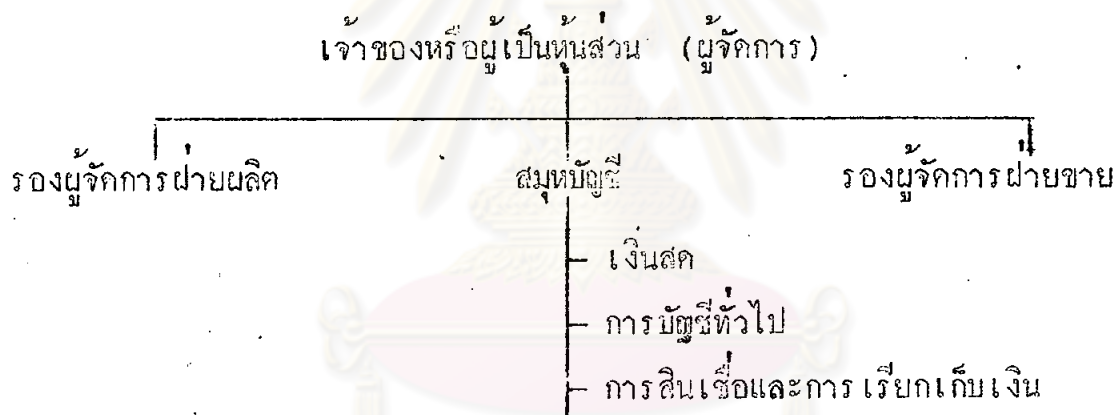 เจ้าของหรือผู้เป็นหุ้นส่วน (ผู้จัดการ)
รองผู้จัดการฝ่ายผลิต สมุหบัญชี รองผู้จัดการฝ่ายขาย
เงินสด
การบัญชีทั่วไป
การสินเชื่อและการเรียกเก็บเงิน